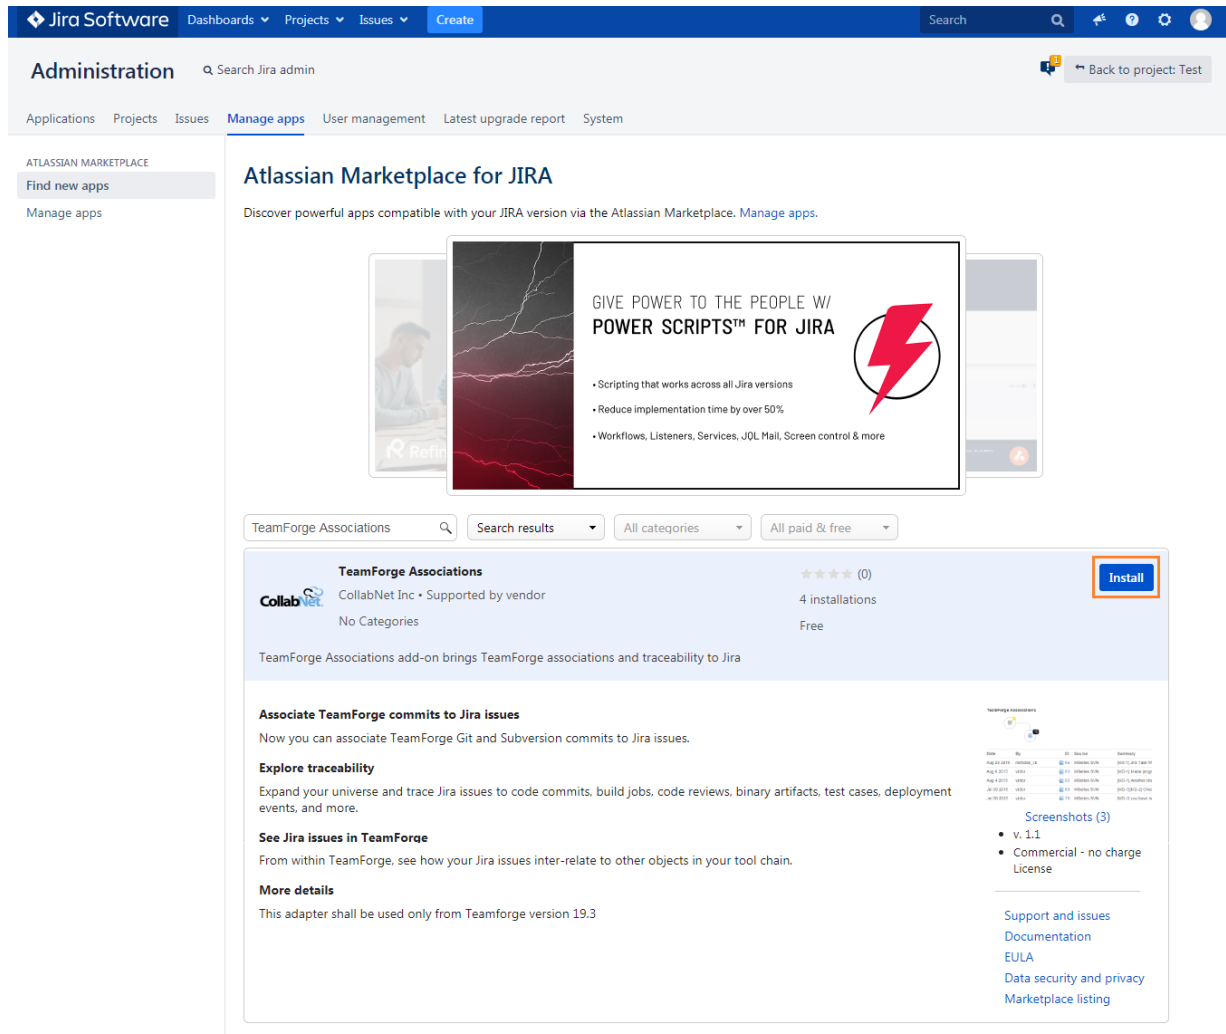 Jira Software Dashboards Projects Issues Create Search
Administration Search Jira admin 1 Back to project: Test
Applications Projects Issues Manage apps User management Latest upgrade report System
ATLASSIAN MARKETPLACE
Find new apps
Manage apps
Atlassian Marketplace for JIRA
Discover powerful apps compatible with your JIRA version via the Atlassian Marketplace. Manage apps.
GIVE POWER TO THE PEOPLE W/
POWER SCRIPTS™ FOR JIRA
• Scripting that works across all Jira versions
• Reduce implementation time by over 50%
• Workflows, Listeners, Services, JQL Mail, Screen control & more
Refin
TeamForge Associations Search results All categories All paid & free
TeamForge Associations (0) Install
CollabNet
CollabNet Inc • Supported by vendor 4 installations
No Categories Free
TeamForge Associations add-on brings TeamForge associations and traceability to Jira
Associate TeamForge commits to Jira issues
Now you can associate TeamForge Git and Subversion commits to Jira issues.
Explore traceability
Expand your universe and trace Jira issues to code commits, build jobs, code reviews, binary artifacts, test cases, deployment
events, and more.
See Jira issues in TeamForge
From within TeamForge, see how your Jira issues inter-relate to other objects in your tool chain.
More details
This adapter shall be used only from Teamforge version 19.3
TeamForge Associations
Date By ID Source Summary
Screenshots (3)
• v. 1.1
• Commercial - no charge
License
Support and issues
Documentation
EULA
Data security and privacy
Marketplace listing